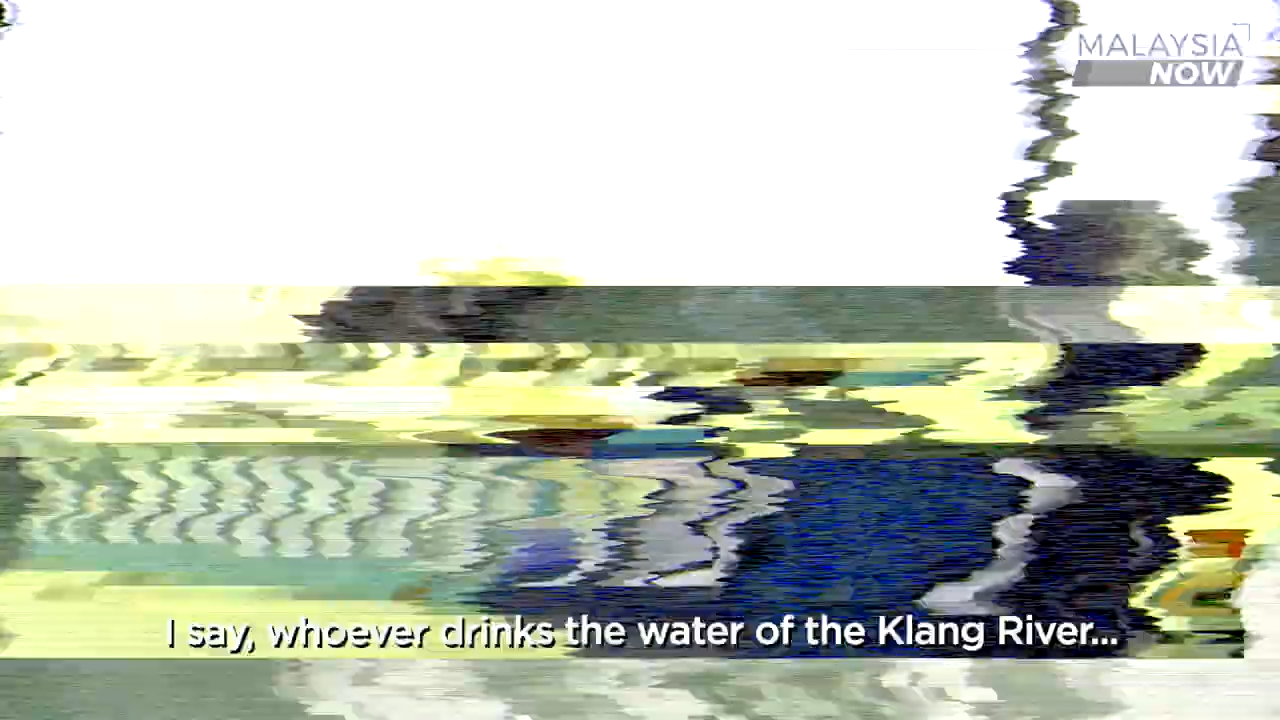 MALAYSIA
NOW
I say, whoever drinks the water of the Klang River...